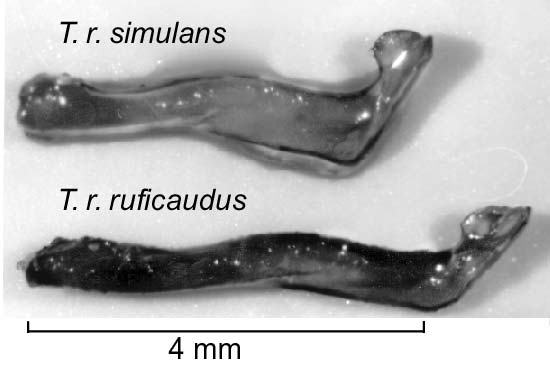 T. r. simulans
T. r. ruficaudus
4 mm